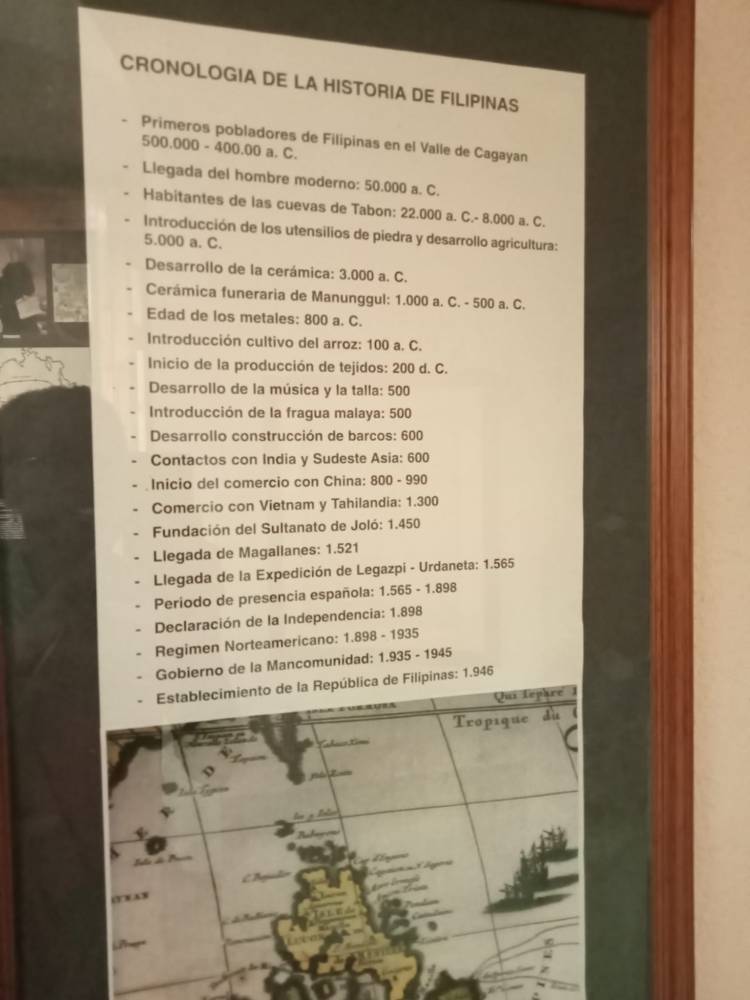 CRONOLOGIA DE LA HISTORIA DE FILIPINAS
- Primeros pobladores de Filipinas en el Valle de Cagayan
500.000 - 400.00 a. C.
- Llegada del hombre moderno: 50.000 a. C.
- Habitantes de las cuevas de Tabon: 22.000 a. C.- 8.000 a. C.
- Introducción de los utensilios de piedra y desarrollo agricultura:
5.000 a. C.
- Desarrollo de la cerámica: 3.000 a. C.
- Cerámica funeraria de Manunggul: 1.000 a. C. - 500 a. C.
- Edad de los metales: 800 a. C.
- Introducción cultivo del arroz: 100 a. C.
- Inicio de la producción de tejidos: 200 d. C.
- Desarrollo de la música y la talla: 500
- Introducción de la fragua malaya: 500
- Desarrollo construcción de barcos: 600
- Contactos con India y Sudeste Asia: 600
- Inicio del comercio con China: 800 - 990
- Comercio con Vietnam y Tahilandia: 1.300
- Fundación del Sultanato de Joló: 1.450
- Llegada de Magallanes: 1.521
- Llegada de la Expedición de Legazpi - Urdaneta: 1.565
- Periodo de presencia española: 1.565 - 1.898
- Declaración de la Independencia: 1.898
- Regimen Norteamericano: 1.898 - 1935
- Gobierno de la Mancomunidad: 1.935 - 1945
- Establecimiento de la República de Filipinas: 1.946
Tropique du